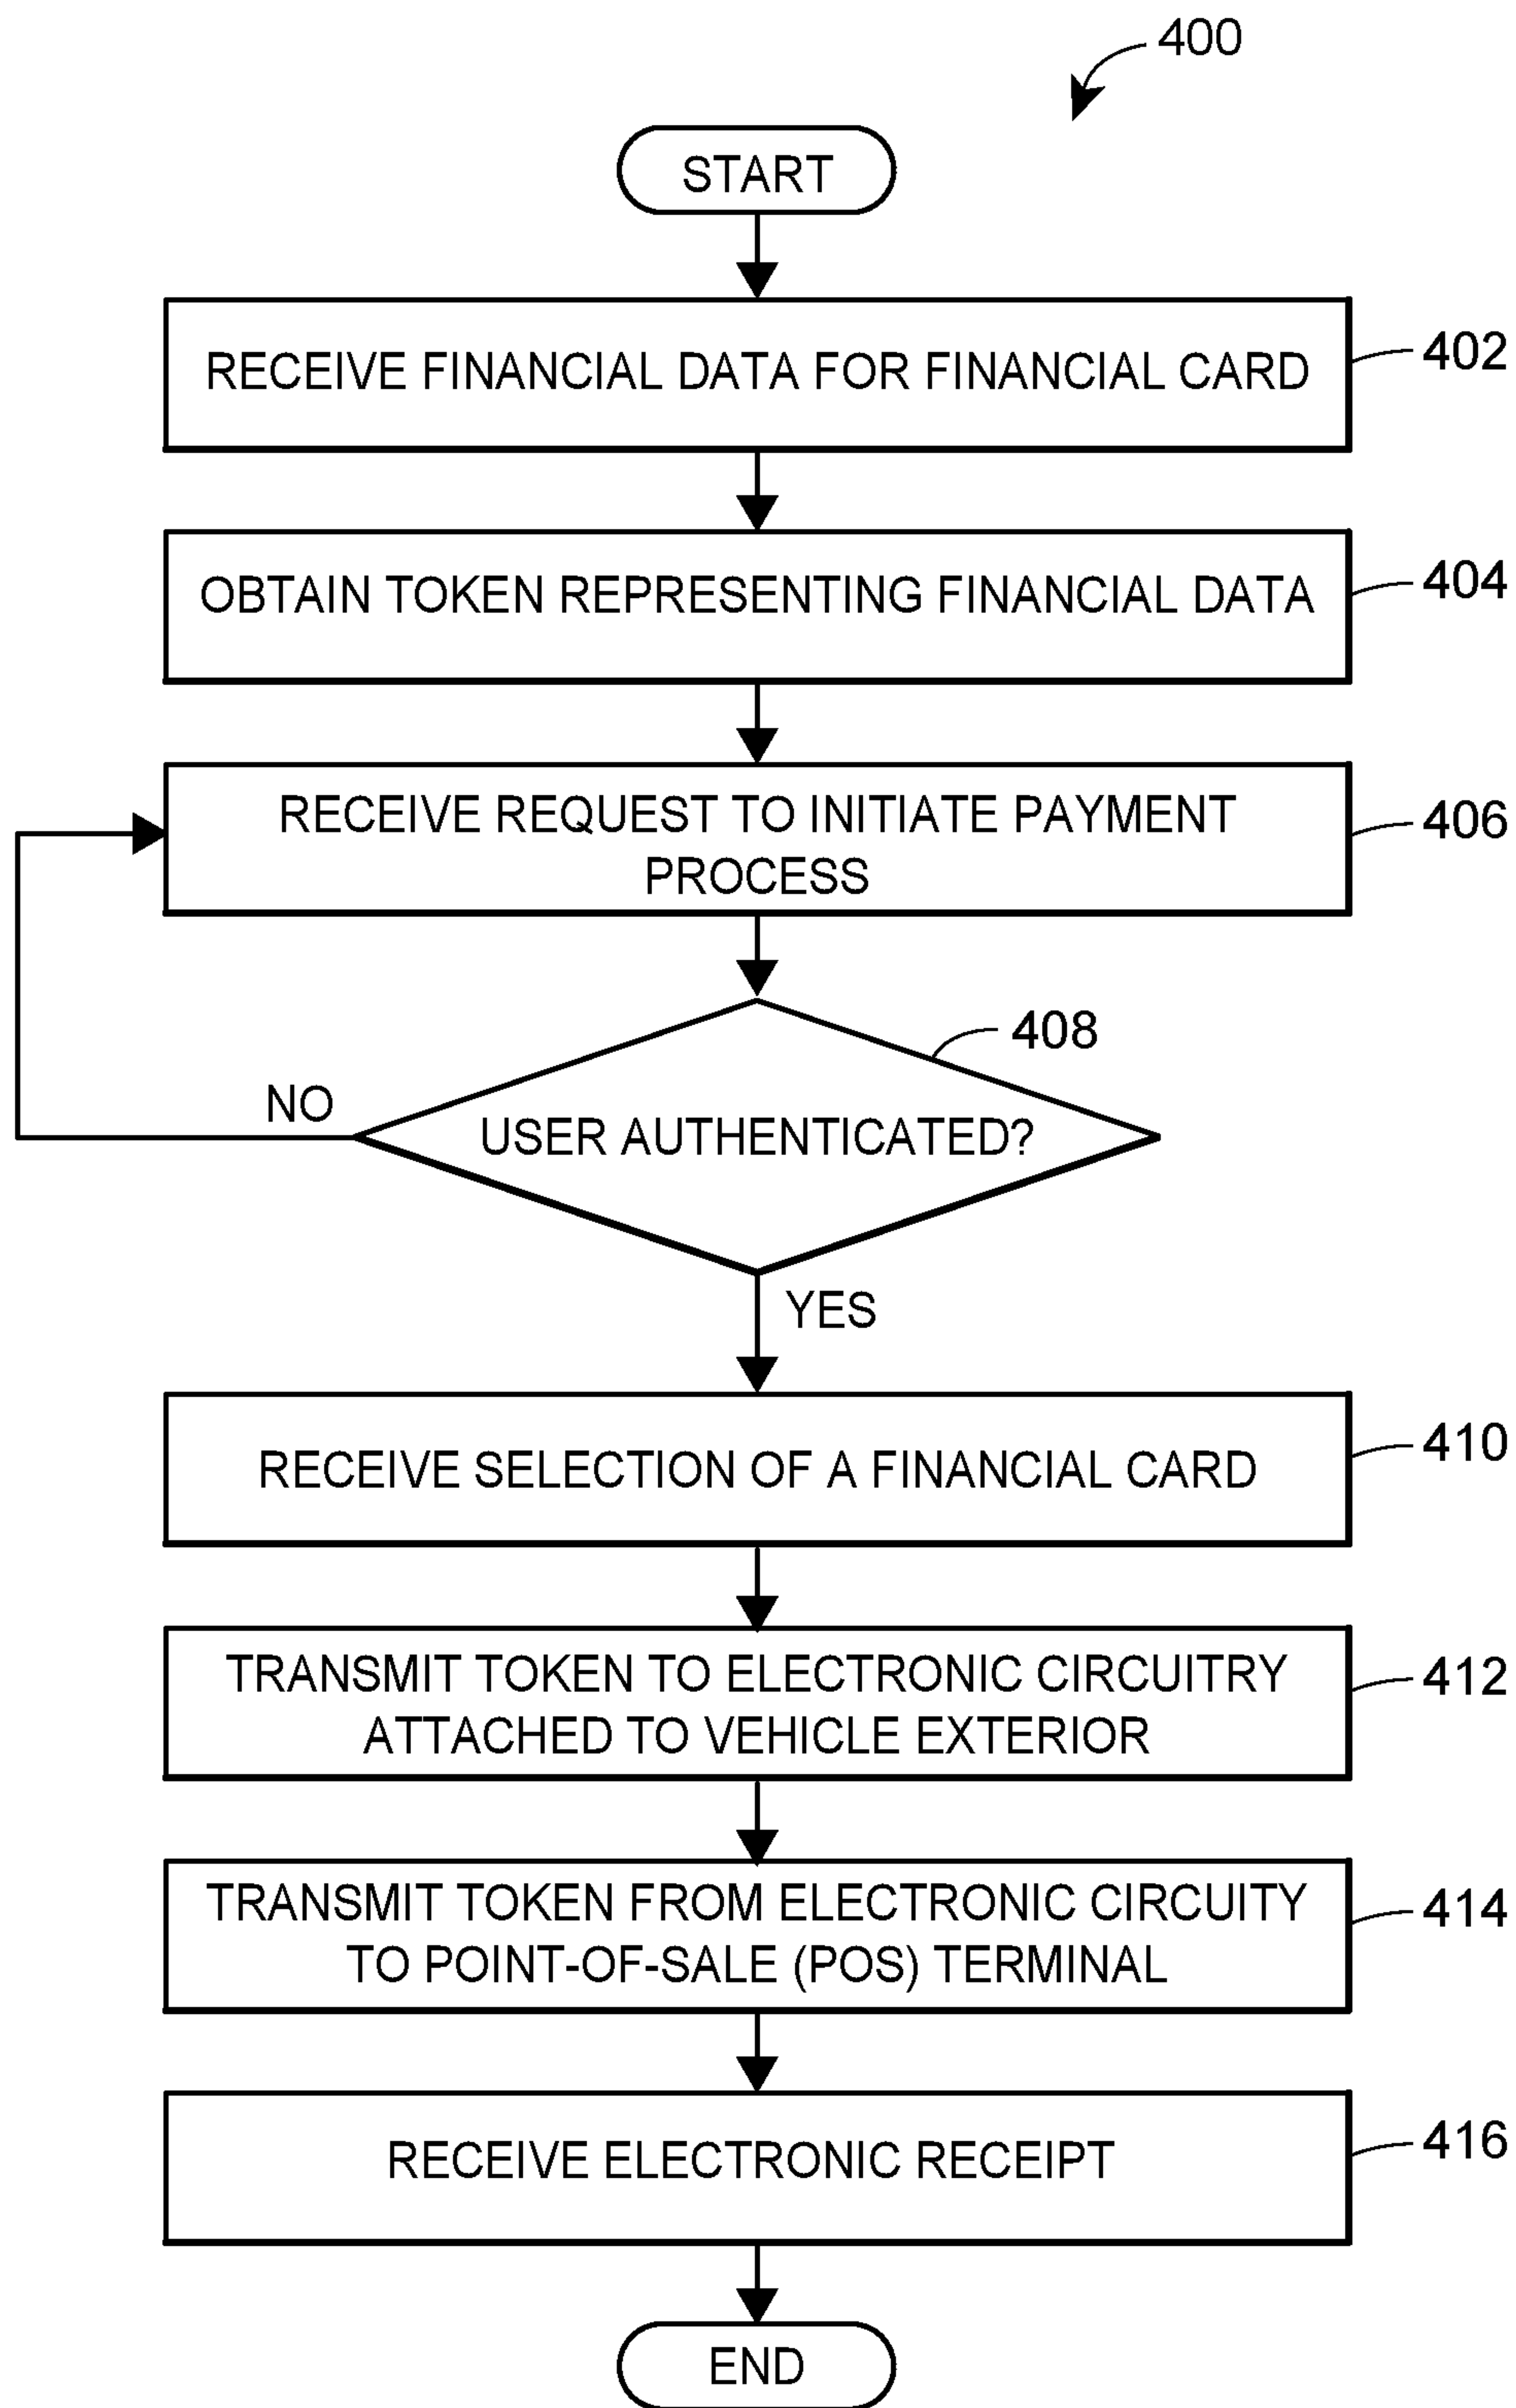 400
START
RECEIVE FINANCIAL DATA FOR FINANCIAL CARD
402
OBTAIN TOKEN REPRESENTING FINANCIAL DATA
404
RECEIVE REQUEST TO INITIATE PAYMENT
PROCESS
406
408
NO
USER AUTHENTICATED?
YES
RECEIVE SELECTION OF A FINANCIAL CARD
410
TRANSMIT TOKEN TO ELECTRONIC CIRCUITRY
ATTACHED TO VEHICLE EXTERIOR
412
TRANSMIT TOKEN FROM ELECTRONIC CIRCUITY
TO POINT-OF-SALE (POS) TERMINAL
414
RECEIVE ELECTRONIC RECEIPT
416
END